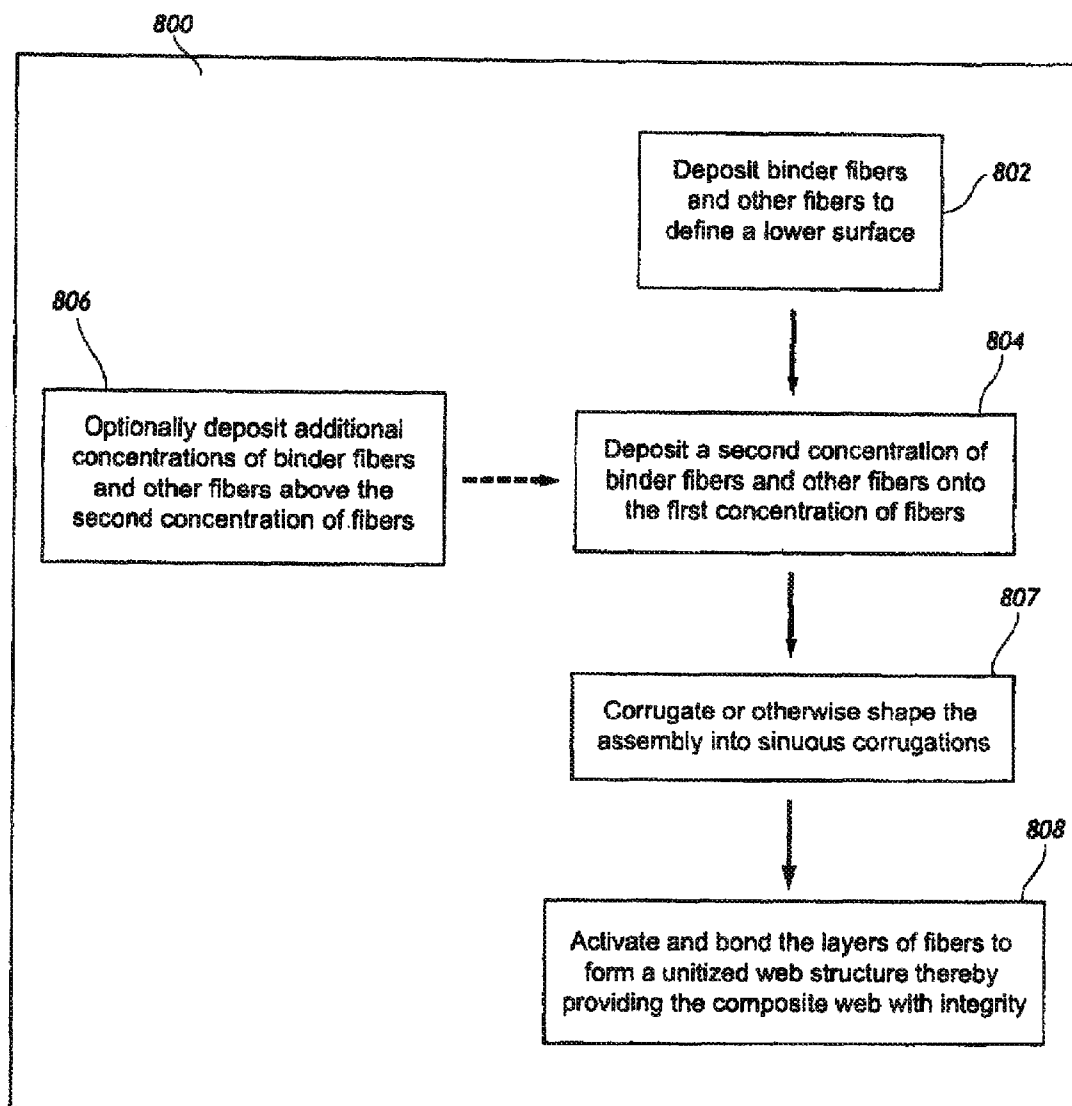 800
Deposit binder fibers
and other fibers to
define a lower surface
802
806
804
Optionally deposit additional
concentrations of binder fibers
and other fibers above the
second concentration of fibers
Deposit a second concentration of
binder fibers and other fibers onto
the first concentration of fibers
807
Corrugate or otherwise shape the
assembly into sinuous corrugations
808
Activate and bond the layers of fibers to
form a unitized web structure thereby
providing the composite web with integrity